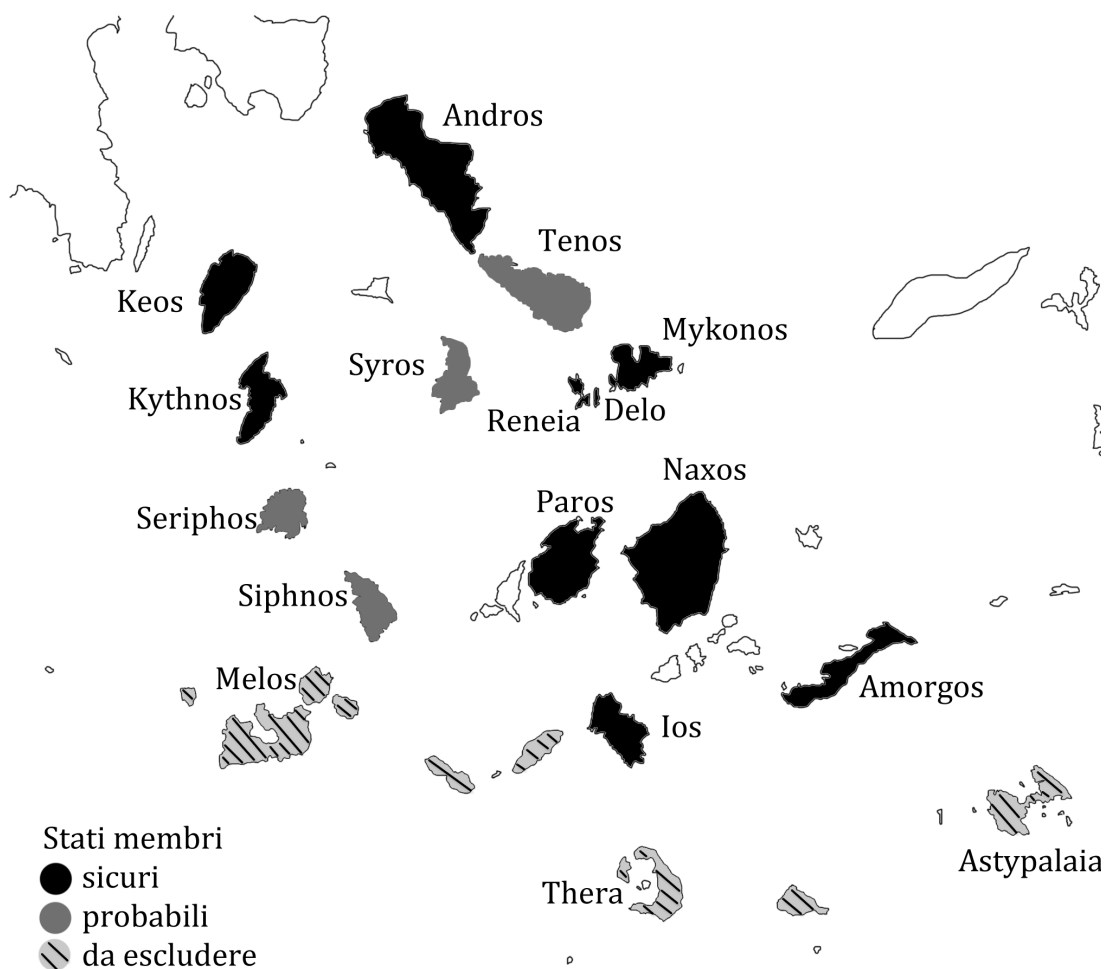 Andros
Tenos
Keos
Mykonos
Syros
Kythnos
Reneia
Delo
Naxos
Paros
Seriphos
Siphnos
Melos
Amorgos
Ios
Stati membri
sicuri
Astypalaia
Thera
probabili
da escludere